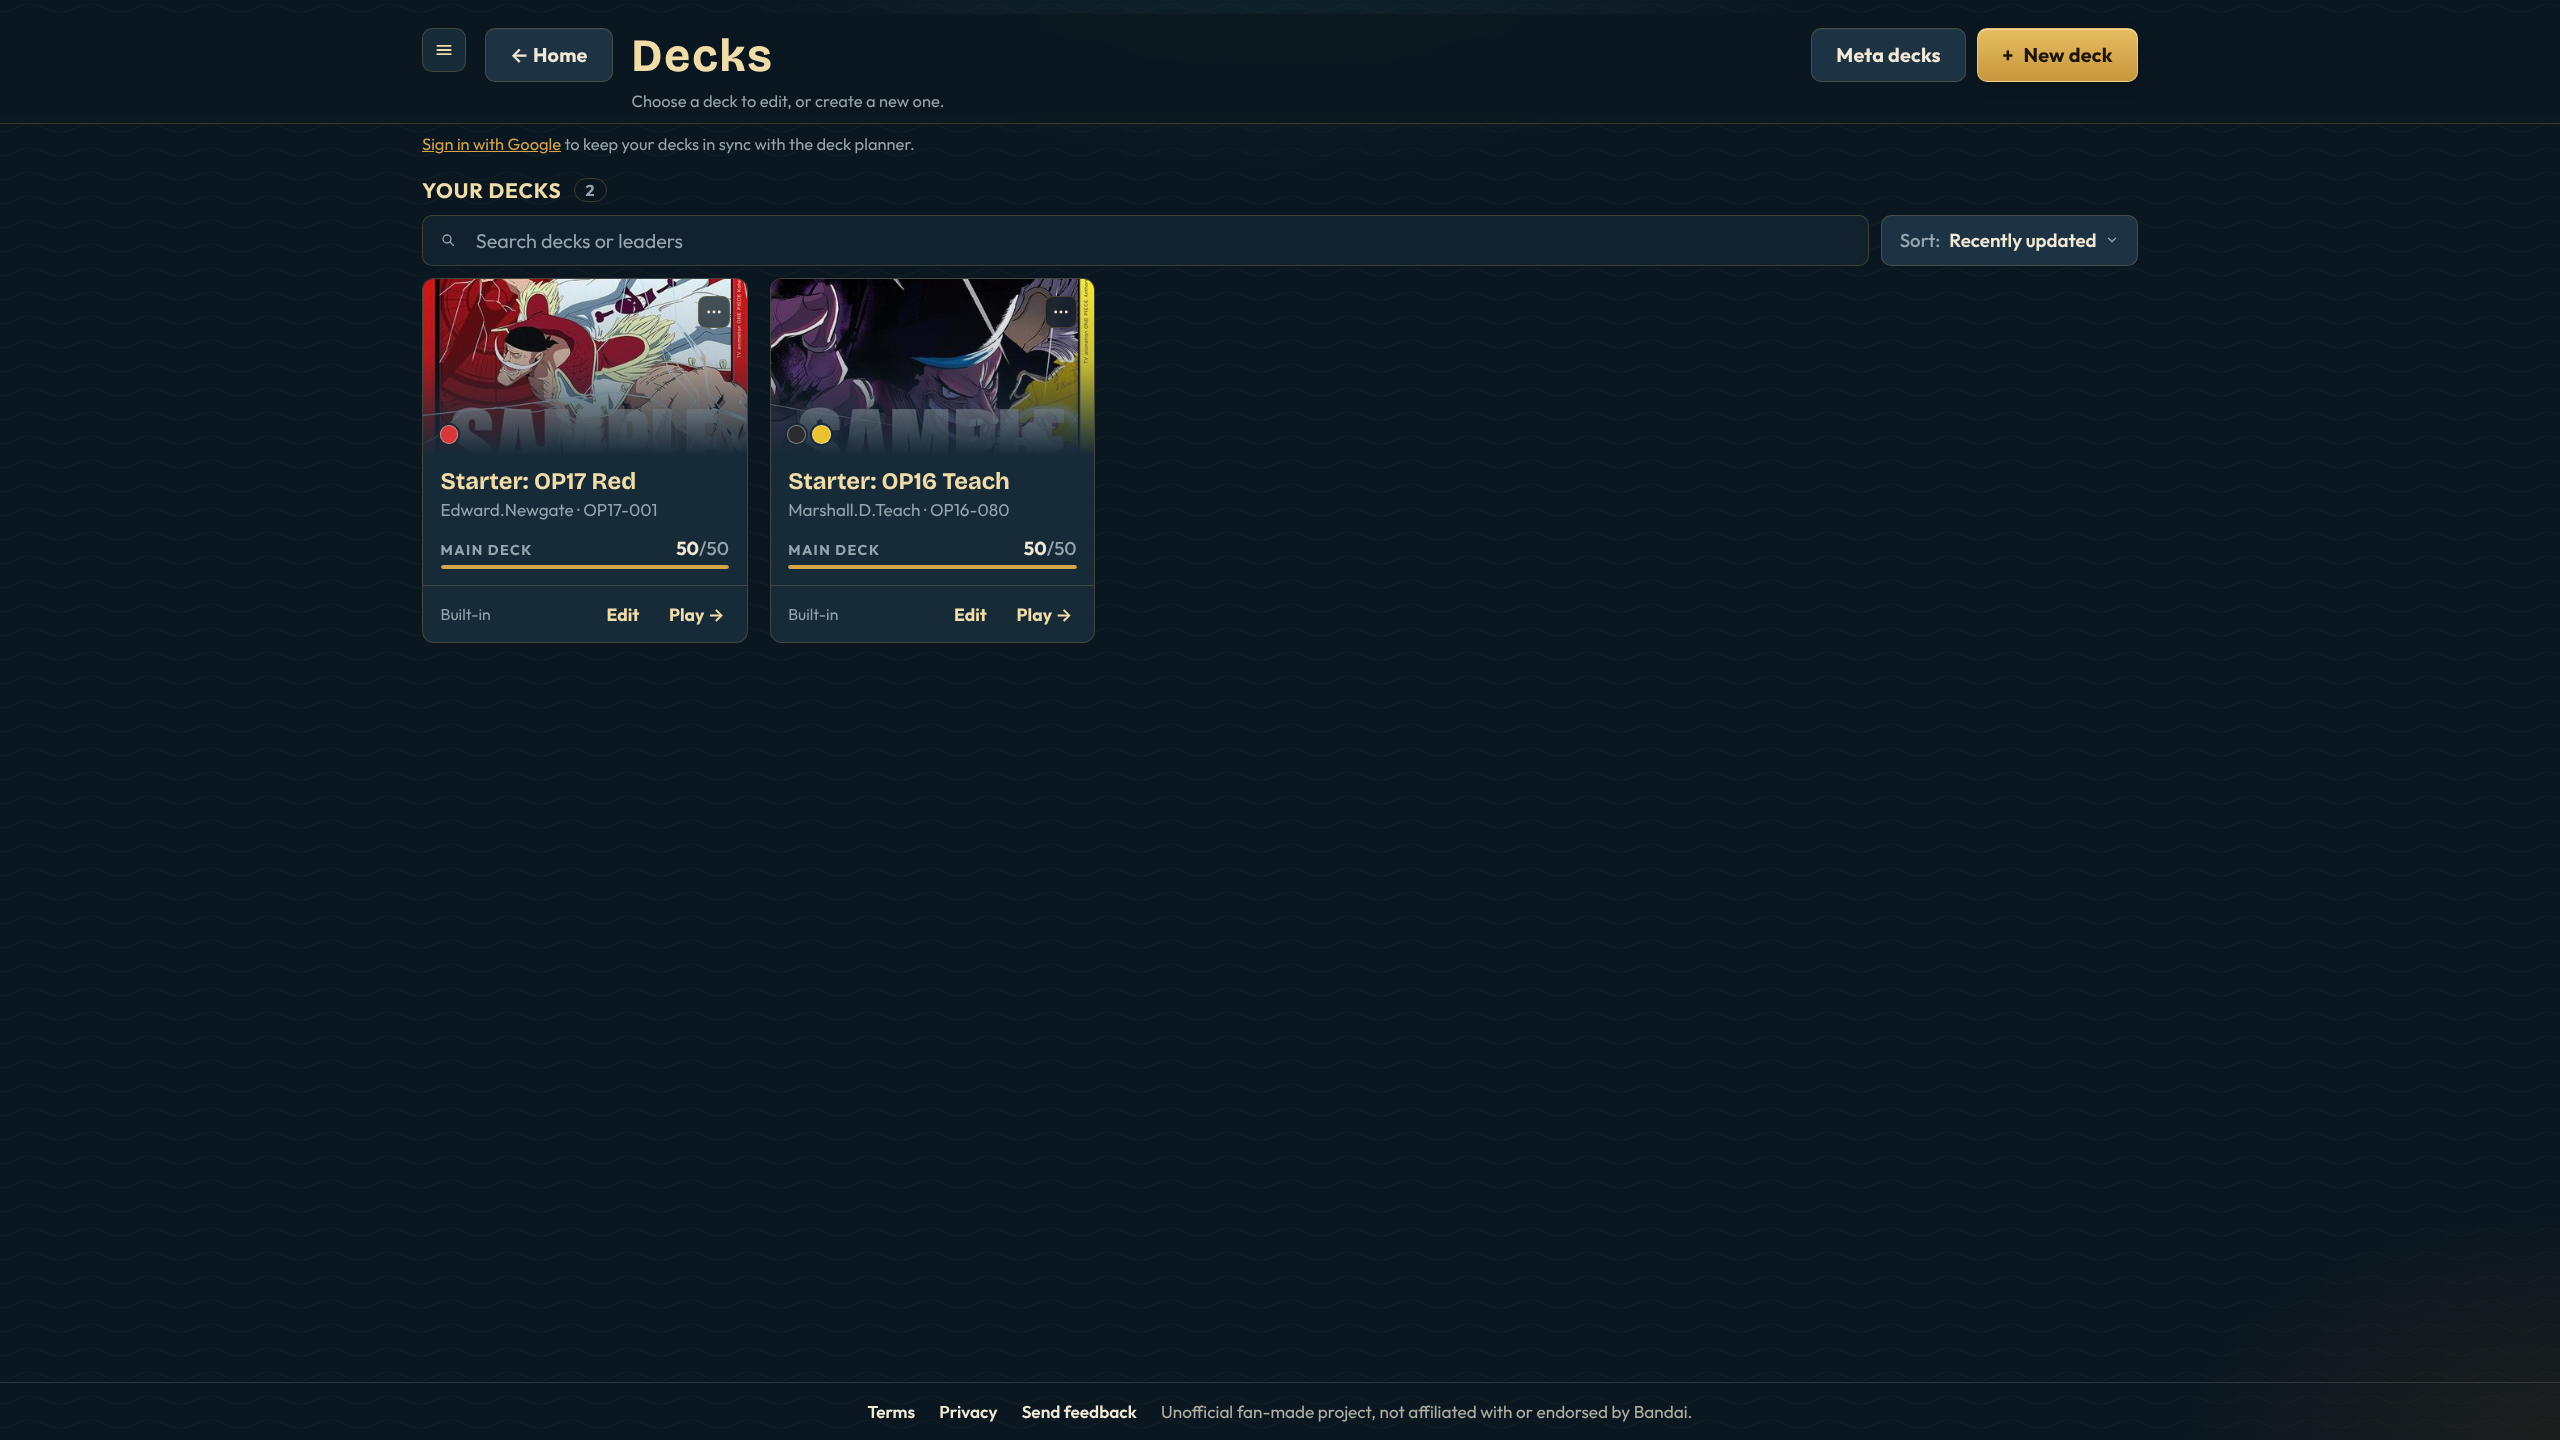 ← Home
Decks
Choose a deck to edit, or create a new one.
Meta decks
+ New deck
Sign in with Google to keep your decks in sync with the deck planner.
YOUR DECKS 2
Search decks or leaders
Sort: Recently updated
SAMPLE
Starter: OP17 Red
Edward.Newgate · OP17-001
MAIN DECK 50/50
Built-in Edit Play →
SAMPLE
Starter: OP16 Teach
Marshall.D.Teach · OP16-080
MAIN DECK 50/50
Built-in Edit Play →
Terms Privacy Send feedback Unofficial fan-made project, not affiliated with or endorsed by Bandai.